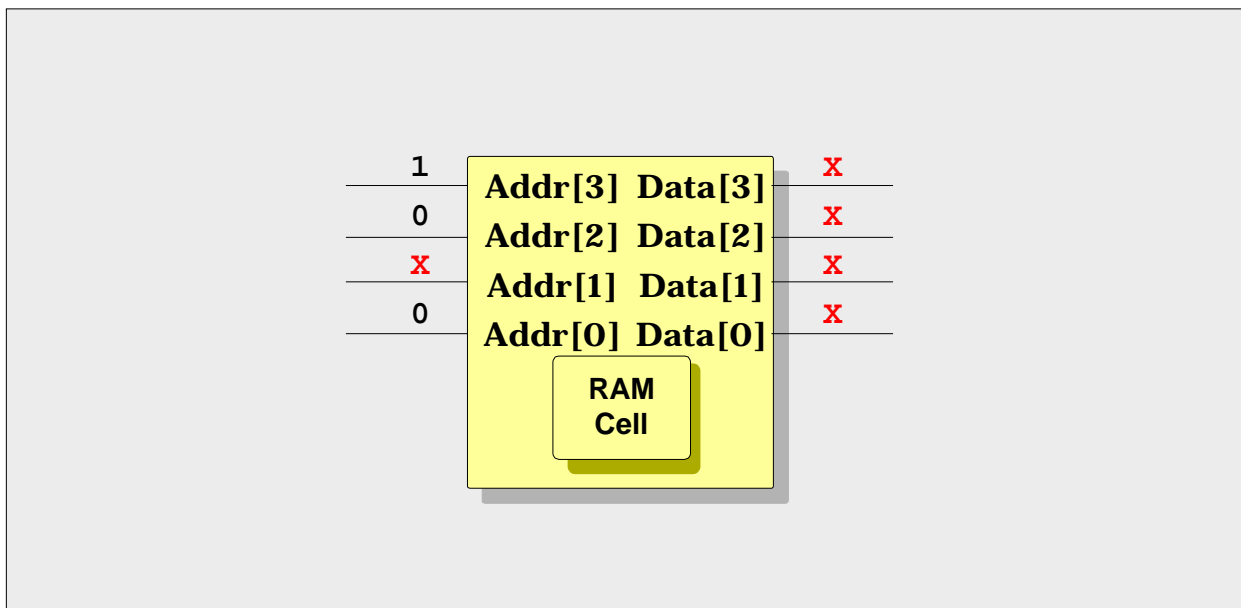 1 Addr[3] Data[3] X
0 Addr[2] Data[2] X
X Addr[1] Data[1] X
0 Addr[0] Data[0] X
RAM
Cell